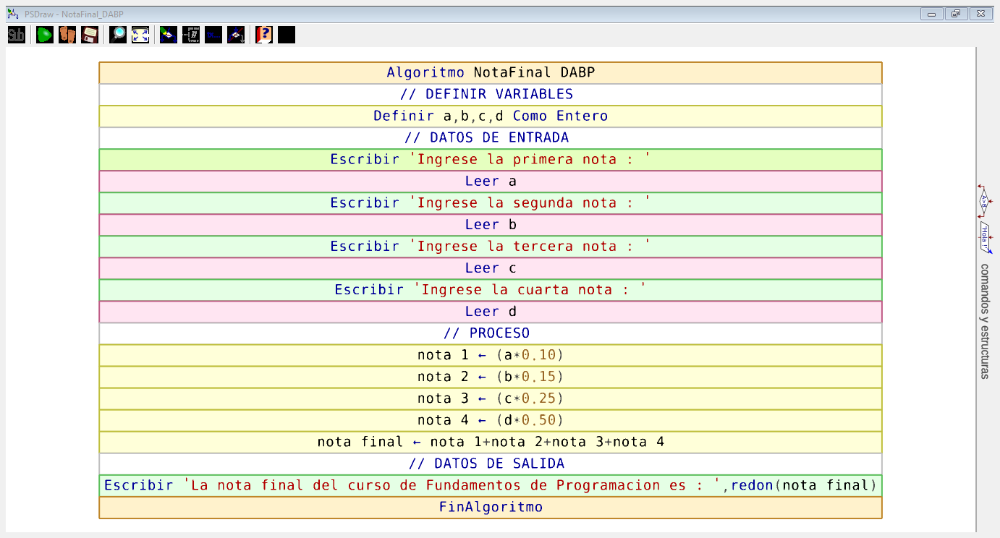 PSDraw - NotaFinal_DABP
Sub
Algoritmo NotaFinal DABP
// DEFINIR VARIABLES
Definir a,b,c,d Como Entero
// DATOS DE ENTRADA
Escribir 'Ingrese la primera nota : '
Leer a
Escribir 'Ingrese la segunda nota : '
Leer b
Escribir 'Ingrese la tercera nota : '
Leer c
Escribir 'Ingrese la cuarta nota : '
Leer d
// PROCESO
nota 1 ← (a*0.10)
nota 2 ← (b*0.15)
nota 3 ← (c*0.25)
nota 4 ← (d*0.50)
nota final ← nota 1+nota 2+nota 3+nota 4
// DATOS DE SALIDA
Escribir 'La nota final del curso de Fundamentos de Programacion es : ',redon(nota final)
FinAlgoritmo
A>B
"Hola !"
comandos y estructuras